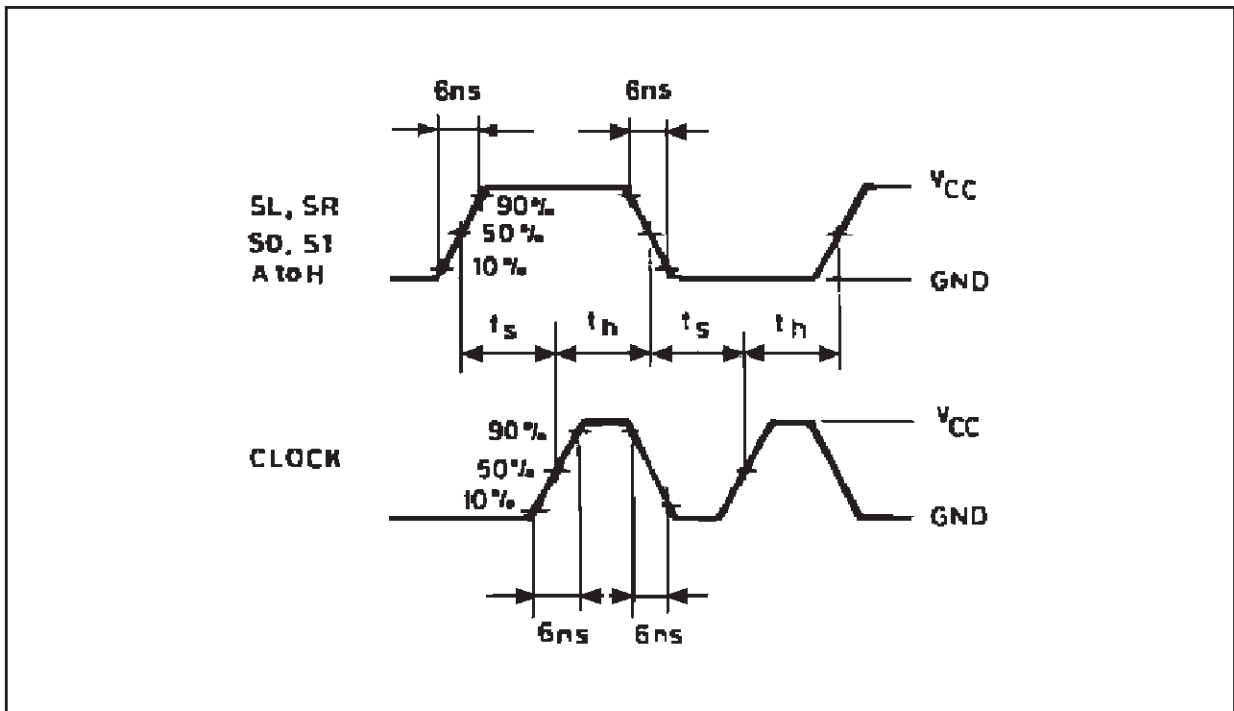 6ns 6ns
VCC
SL, SR
90%
S0, S1
50%
A to H
10%
GND
ts th ts th
VCC
90%
CLOCK
50%
10%
GND
6ns 6ns